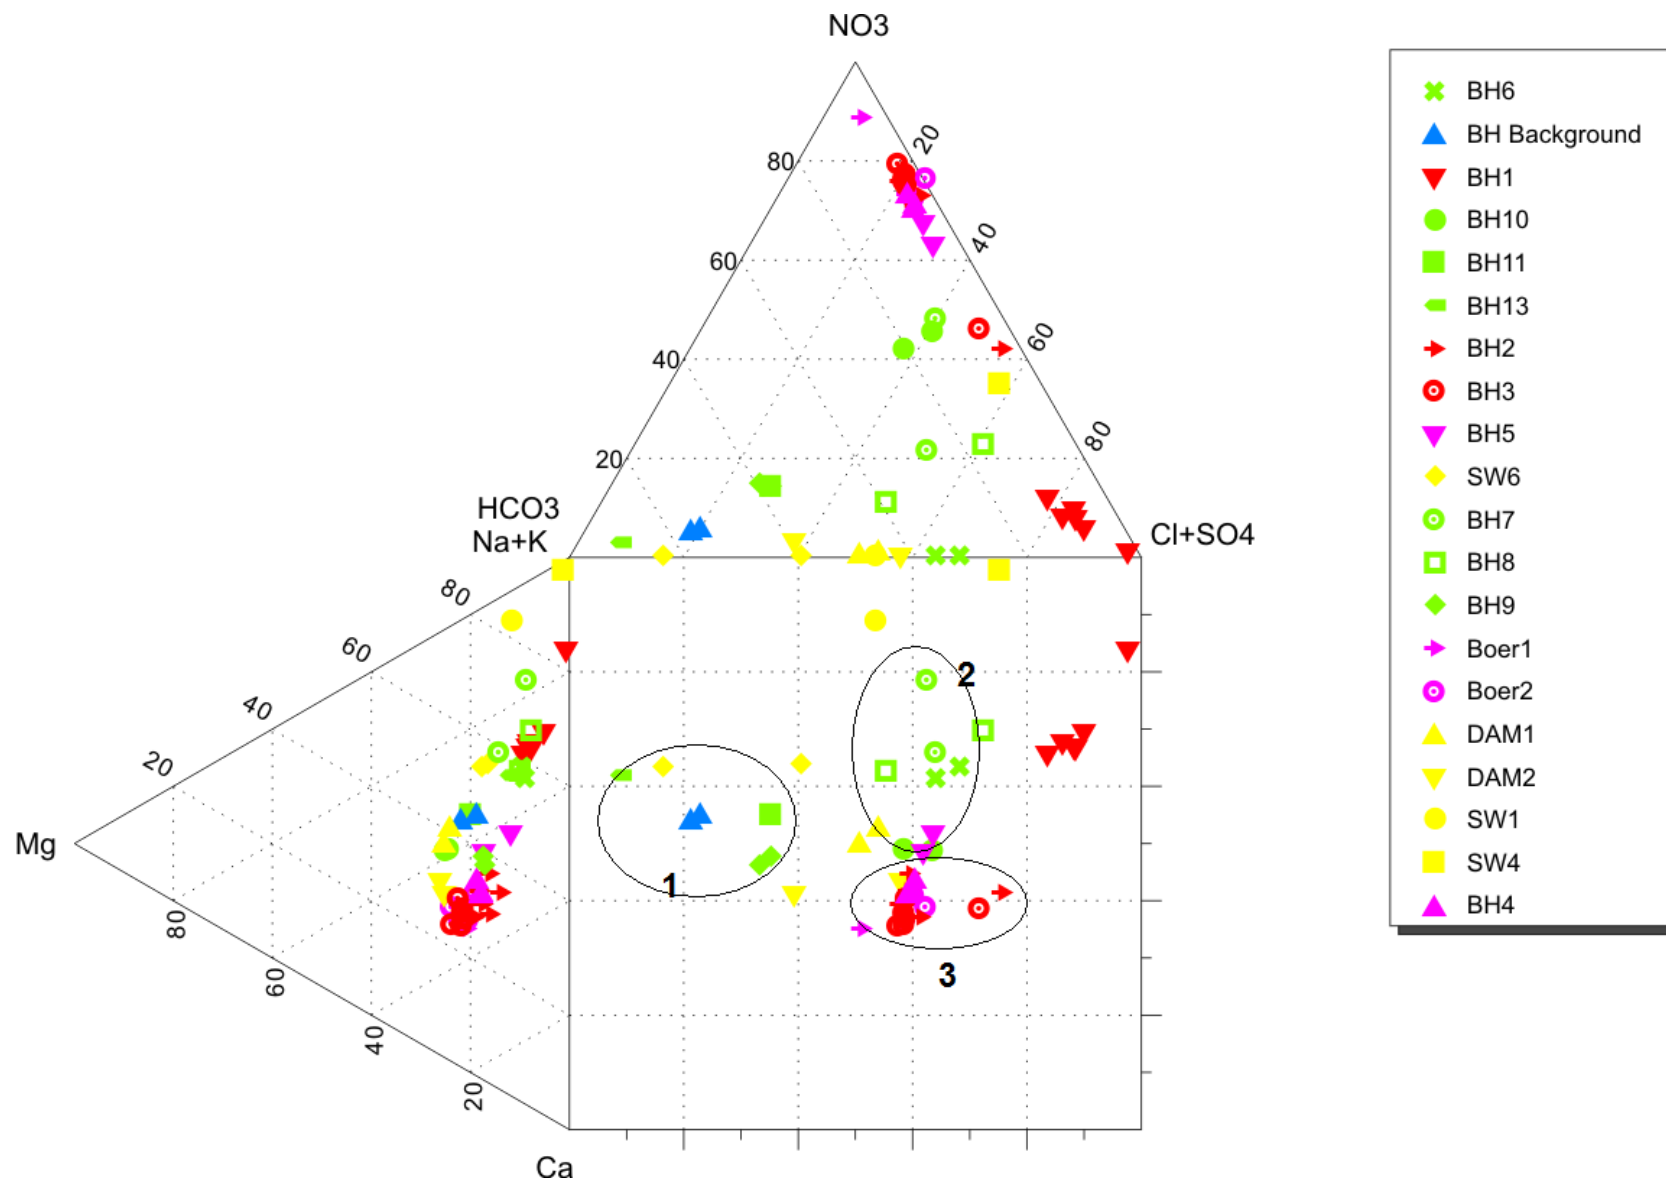 NO3
20
80
40
60
60
40
80
20
HCO3
Na+K
Cl+SO4
80
60
40
20
Mg
80
60
40
20
Ca
1
2
3
BH6
BH Background
BH1
BH10
BH11
BH13
BH2
BH3
BH5
SW6
BH7
BH8
BH9
Boer1
Boer2
DAM1
DAM2
SW1
SW4
BH4